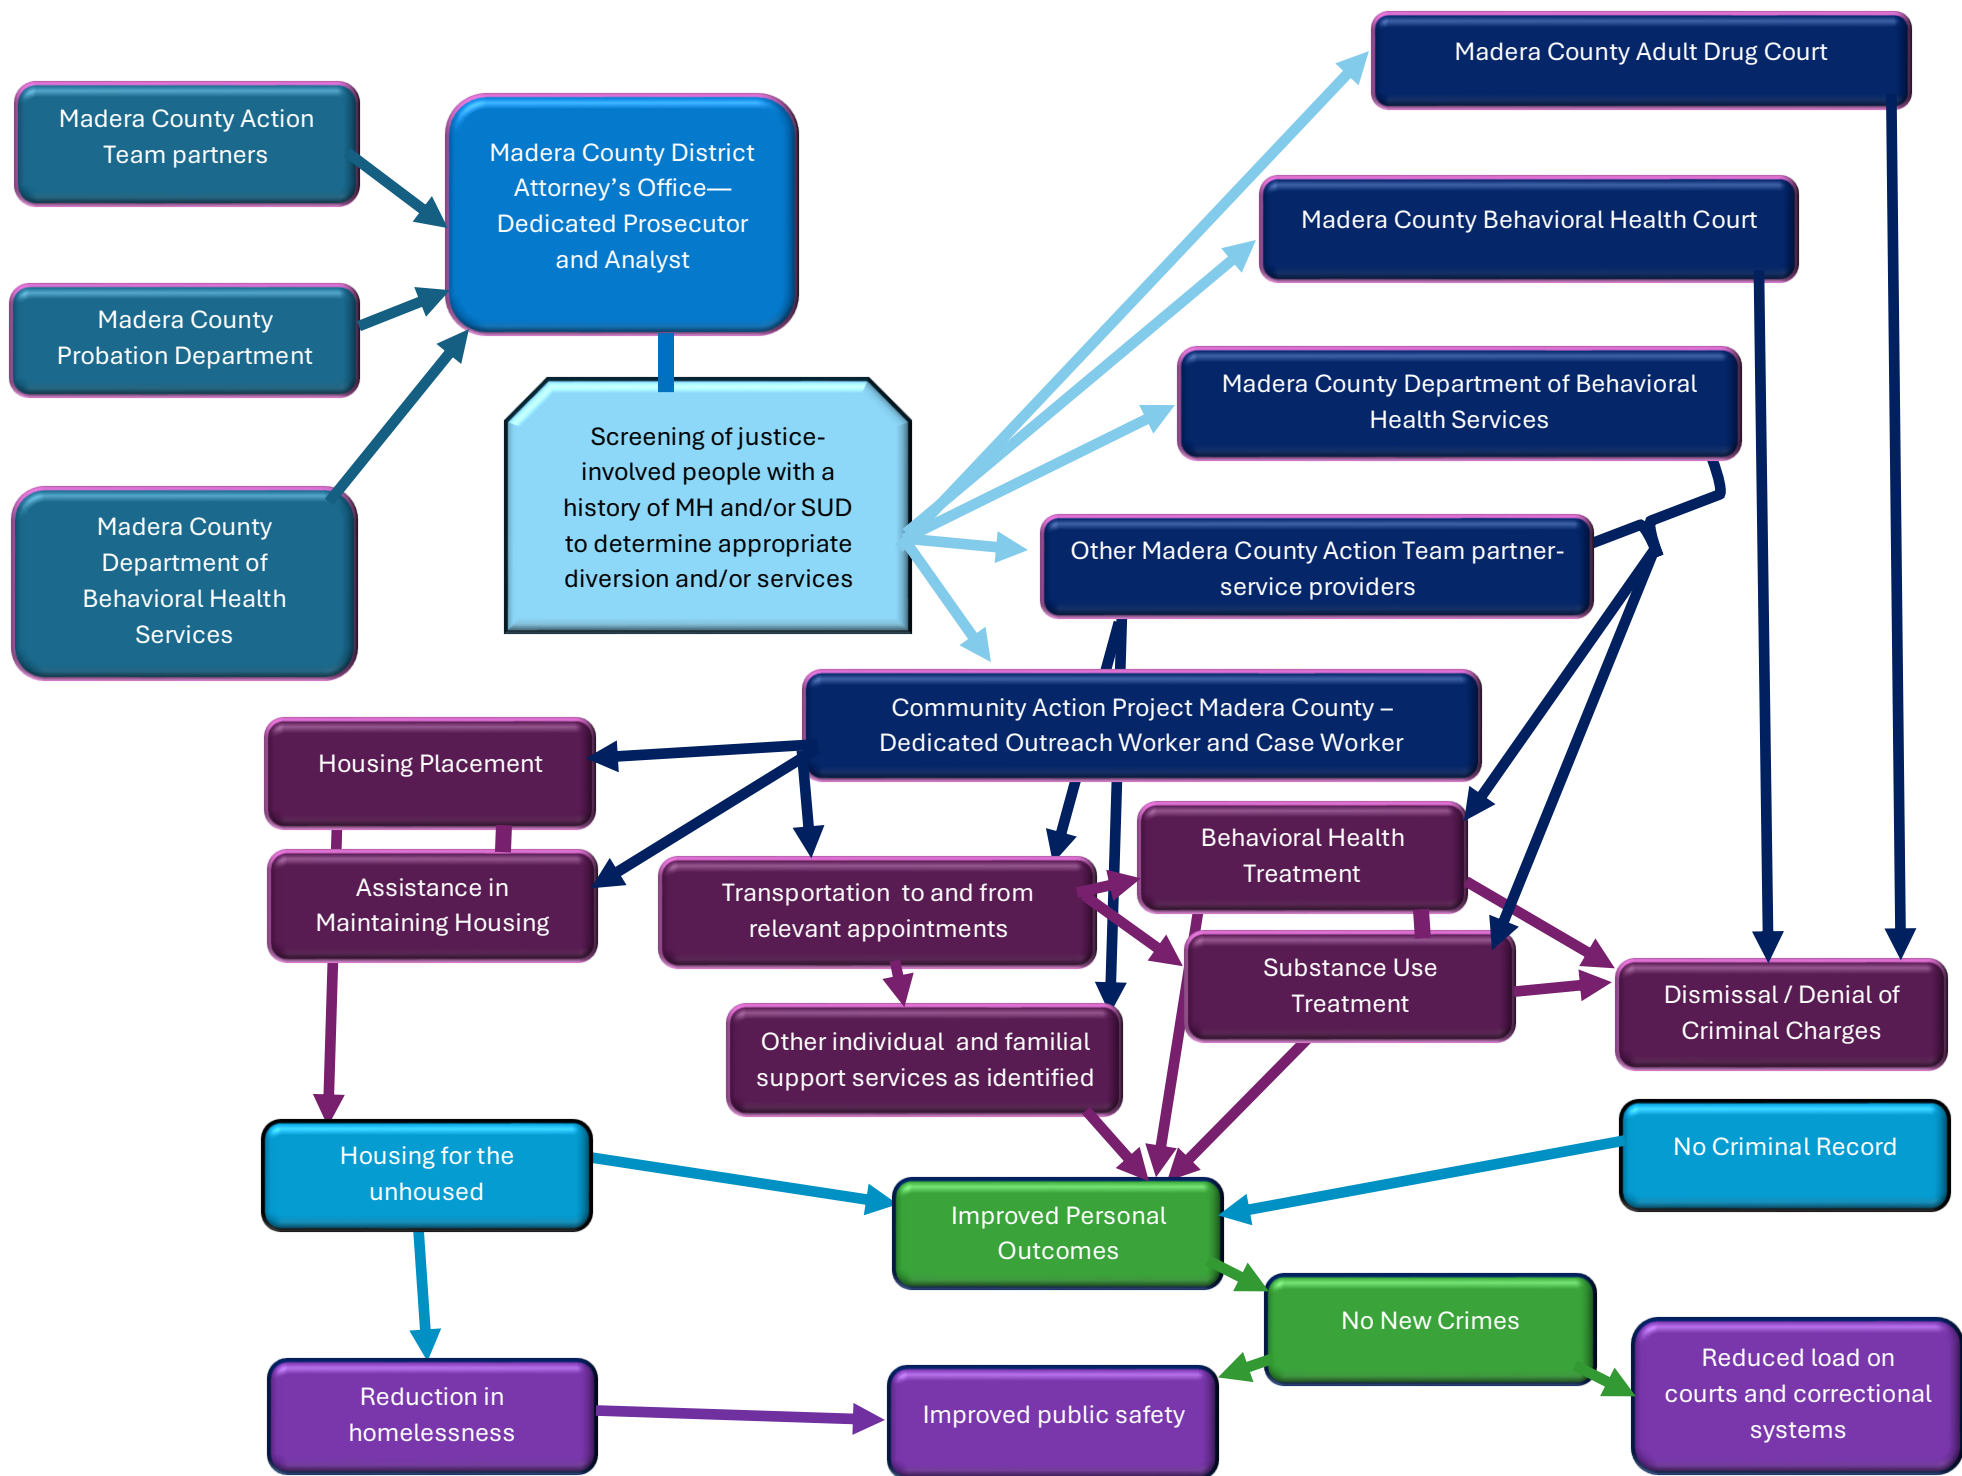 Madera County Adult Drug Court
Madera County Action
Team partners
Madera County District
Attorney’s Office—
Dedicated Prosecutor
and Analyst
Madera County Behavioral Health Court
Madera County
Probation Department
Madera County Department of Behavioral
Health Services
Screening of justice-
involved people with a
history of MH and/or SUD
to determine appropriate
diversion and/or services
Madera County
Department of
Behavioral Health
Services
Other Madera County Action Team partner-
service providers
Community Action Project Madera County –
Dedicated Outreach Worker and Case Worker
Housing Placement
Assistance in
Maintaining Housing
Transportation  to and from
relevant appointments
Behavioral Health
Treatment
Substance Use
Treatment
Dismissal / Denial of
Criminal Charges
Other individual  and familial
support services as identified
Housing for the
unhoused
No Criminal Record
Improved Personal
Outcomes
No New Crimes
Reduction in
homelessness
Improved public safety
Reduced load on
courts and correctional
systems